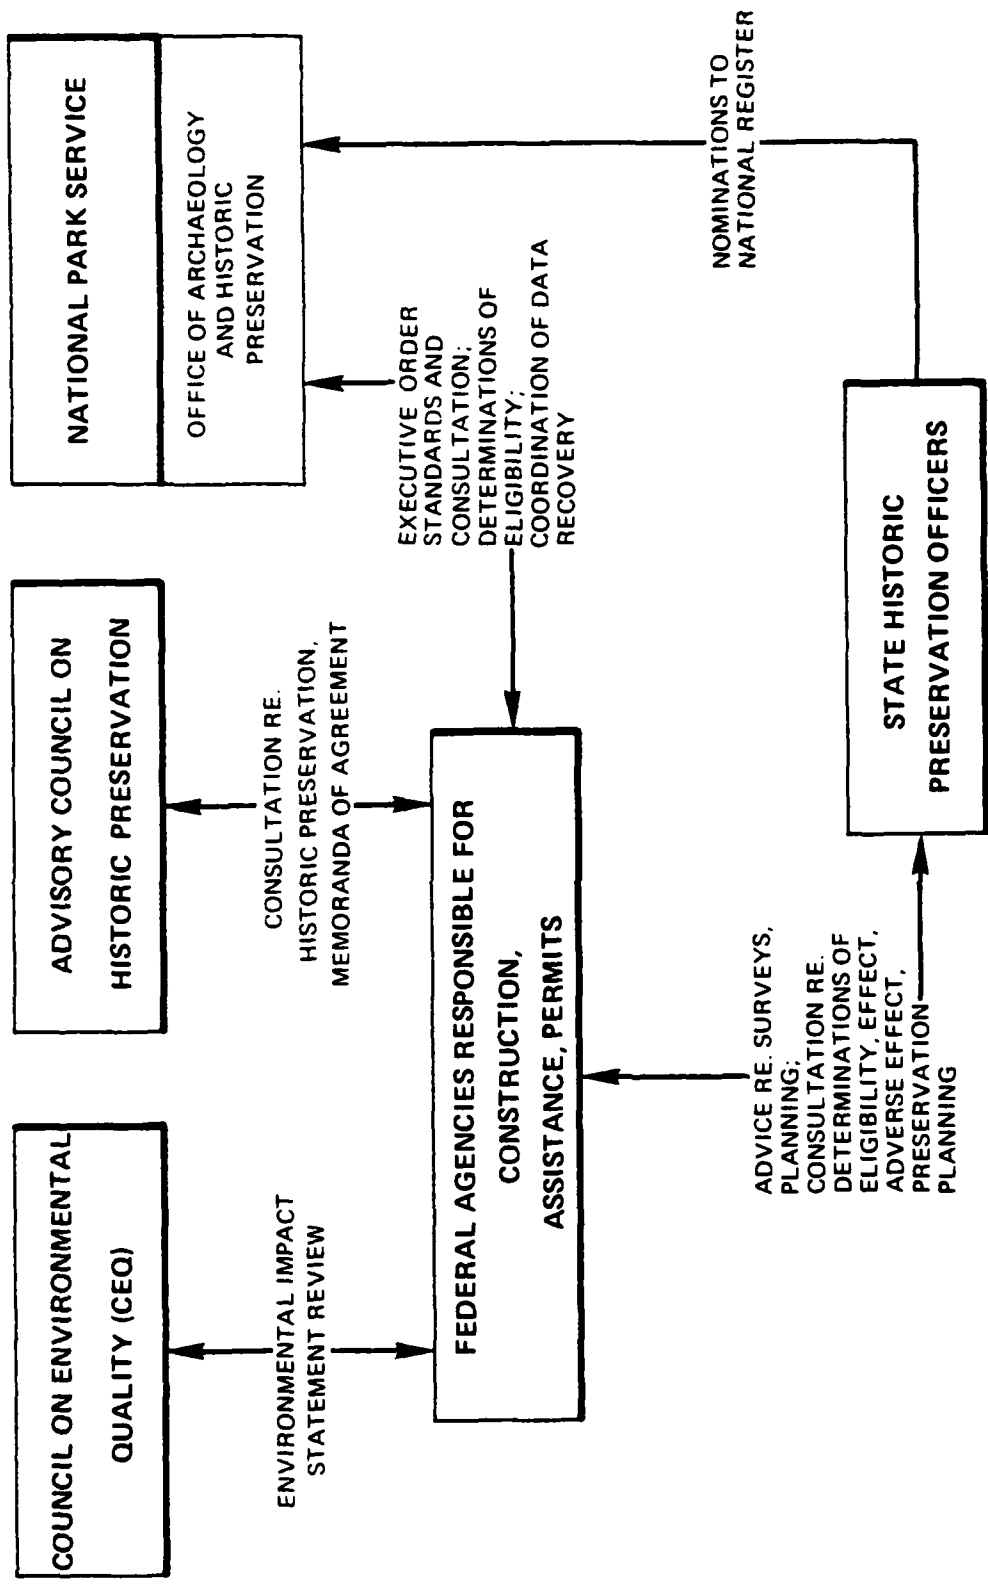 COUNCIL ON ENVIRONMENTAL
QUALITY (CEQ)
ADVISORY COUNCIL ON
HISTORIC PRESERVATION
NATIONAL PARK SERVICE
OFFICE OF ARCHAEOLOGY
AND HISTORIC
PRESERVATION
ENVIRONMENTAL IMPACT
STATEMENT REVIEW
CONSULTATION RE.
HISTORIC PRESERVATION,
MEMORANDA OF AGREEMENT
EXECUTIVE ORDER
STANDARDS AND
CONSULTATION;
DETERMINATIONS OF
ELIGIBILITY;
COORDINATION OF DATA
RECOVERY
FEDERAL AGENCIES RESPONSIBLE FOR
CONSTRUCTION,
ASSISTANCE, PERMITS
NOMINATIONS TO
NATIONAL REGISTER
ADVICE RE. SURVEYS,
PLANNING;
CONSULTATION RE.
DETERMINATIONS OF
ELIGIBILITY, EFFECT,
ADVERSE EFFECT,
PRESERVATION
PLANNING
STATE HISTORIC
PRESERVATION OFFICERS